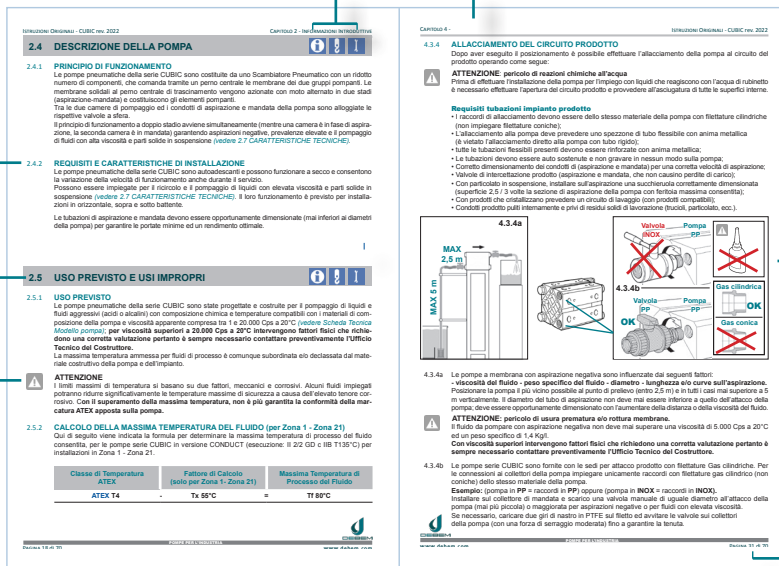 ISTRUZIONI ORIGINALI - CUBIC REV. 2022
CAPITOLO 2 - INFORMAZIONI INTRODUTTIVE
2.4 DESCRIZIONE DELLA POMPA
2.4.1 PRINCIPIO DI FUNZIONAMENTO
Le pompe pneumatiche della serie CUBIC sono costituite da uno Scambiatore Pneumatico con un ridotto
numero di componenti, che comanda tramite un perno centrale le membrane dei due gruppi pompanti. Le
membrane solidali al perno centrale di trascinamento vengono azionate con moto alternato in due stadi
(aspirazione-mandata) e costituiscono gli elementi pompanti.
Tra le due camere di pompaggio ed i condotti di aspirazione e mandata della pompa sono alloggiate le
rispettive valvole a sfera.
Il principio di funzionamento a doppio stadio avviene simultaneamente (mentre una camera è in fase di aspira-
zione, la seconda camera è in mandata) garantendo aspirazioni negative, prevalenze elevate e il pompaggio
di fluidi con alta viscosità e parti solide in sospensione (vedere 2.7 CARATTERISTICHE TECNICHE).
2.4.2 REQUISITI E CARATTERISTICHE DI INSTALLAZIONE
Le pompe pneumatiche della serie CUBIC sono autoadescanti e possono funzionare a secco e consentono
la variazione della velocità di funzionamento anche durante il servizio.
Possono essere impiegate per il ricircolo e il pompaggio di liquidi con elevata viscosità e parti solide in
sospensione (vedere 2.7 CARATTERISTICHE TECNICHE). Il loro funzionamento è previsto per installa-
zioni in orizzontale, sopra e sotto battente.
Le tubazioni di aspirazione e mandata devono essere opportunamente dimensionate (mai inferiori ai diametri
della pompa) per garantire le portate minime ed un rendimento ottimale.
2.5 USO PREVISTO E USI IMPROPRI
2.5.1 USO PREVISTO
Le pompe pneumatiche della serie CUBIC sono state progettate e costruite per il pompaggio di liquidi e
fluidi aggressivi (acidi o alcalini) con composizione chimica e temperature compatibili con i materiali di com-
posizione della pompa e viscosità apparente compresa tra 1 e 20.000 Cps a 20°C (vedere Scheda Tecnica
Modello pompa); per viscosità superiori a 20.000 Cps a 20°C intervengono fattori fisici che richie-
dono una corretta valutazione pertanto è sempre necessario contattare preventivamente l'Ufficio
Tecnico del Costruttore.
La massima temperatura ammessa per fluidi di processo è comunque subordinata e/o declassata dal mate-
riale costruttivo della pompa e dell'impianto.
ATTENZIONE
I limiti massimi di temperatura si basano su due fattori, meccanici e corrosivi. Alcuni fluidi impiegati
potranno ridurre significativamente le temperature massime di sicurezza a causa dell'elevato tenore cor-
rosivo. Con il superamento della massima temperatura, non è più garantita la conformità della mar-
catura ATEX apposta sulla pompa.
2.5.2 CALCOLO DELLA MASSIMA TEMPERATURA DEL FLUIDO (per Zona 1 - Zona 21)
Qui di seguito viene indicata la formula per determinare la massima temperatura di processo del fluido
consentita, per le pompe serie CUBIC in versione CONDUCT (esecuzione: II 2/2 GD c IIB T135°C) per
installazioni in Zona 1 - Zona 21.
Classe di Temperatura Fattore di Calcolo Massima Temperatura di
ATEX (solo per Zona 1- Zona 21) Processo del Fluido
ATEX T4 - Tx 55°C = Tf 80°C
DEBEM
POMPE PER L'INDUSTRIA
Pagina 18 di 70
www.debem.com
CAPITOLO 4 -
ISTRUZIONI ORIGINALI - CUBIC REV. 2022
4.3.4 ALLACCIAMENTO DEL CIRCUITO PRODOTTO
Dopo aver eseguito il posizionamento è possibile effettuare l'allacciamento della pompa al circuito del
prodotto operando come segue:
ATTENZIONE: pericolo di reazioni chimiche all'acqua
Prima di effettuare l'installazione della pompa per l'impiego con liquidi che reagiscono con l'acqua di rubinetto
è necessario effettuare l'apertura del circuito prodotto e provvedere all'asciugatura di tutte le superfici interne.
Requisiti tubazioni impianto prodotto
• I raccordi di allacciamento devono essere dello stesso materiale della pompa con filettature cilindriche
(non impiegare filettature coniche);
• L'allacciamento alla pompa deve prevedere uno spezzone di tubo flessibile con anima metallica
(è vietato l'allacciamento diretto alla pompa con tubo rigido);
• tutte le tubazioni flessibili presenti devono essere rinforzate con anima metallica;
• Le tubazioni devono essere auto sostenute e non gravare in nessun modo sulla pompa;
• Corretto dimensionamento dei condotti di (aspirazione e mandata) per una corretta velocità di aspirazione;
• Valvole di intercettazione prodotto (aspirazione e mandata, che non causino perdite di carico);
• Con particolato in sospensione, installare sull'aspirazione una succhieruola correttamente dimensionata
(superficie 2,5 / 3 volte la sezione di aspirazione della pompa con feritoia massima consentita);
• Con prodotti che cristallizzano prevedere un circuito di lavaggio (con prodotti compatibili);
• Condotti prodotto puliti internamente e privi di residui solidi di lavorazione (trucioli, particolato, ecc.).
4.3.4a
MAX
2,5 m
MAX 5 m
Valvola
INOX
Pompa
PP
4.3.4b
Valvola
PP
Pompa
PP
OK
Gas cilindrica
OK
Gas conica
4.3.4a Le pompe a membrana con aspirazione negativa sono influenzate dai seguenti fattori:
- viscosità del fluido - peso specifico del fluido - diametro - lunghezza e/o curve sull'aspirazione.
Posizionare la pompa il più vicino possibile al punto di prelievo (entro 2,5 m) e in tutti i casi mai superiore a 5
m verticalmente. Il diametro del tubo di aspirazione non deve mai essere inferiore a quello dell'attacco della
pompa; deve essere opportunamente dimensionato con l'aumentare della distanza o della viscosità del fluido.
ATTENZIONE: pericolo di usura prematura e/o rottura membrane.
Il fluido da pompare con aspirazione negativa non deve mai superare una viscosità di 5.000 Cps a 20°C
ed un peso specifico di 1,4 Kg/l.
Con viscosità superiori intervengono fattori fisici che richiedono una corretta valutazione pertanto è
sempre necessario contattare preventivamente l'Ufficio Tecnico del Costruttore.
4.3.4b Le pompe serie CUBIC sono fornite con le sedi per attacco prodotto con filettature Gas cilindriche. Per
le connessioni ai collettori della pompa impiegare unicamente raccordi con filettature cilindriche Gas (non
coniche) dello stesso materiale della pompa.
Esempio: (pompa in PP = raccordi in PP) oppure (pompa in INOX = raccordi in INOX).
Installare sul collettore di mandata e scarico una valvola manuale di uguale diametro all'attacco della
pompa (mai più piccola) o maggiorata per aspirazioni negative o per fluidi con elevata viscosità.
Se necessario, caricare due giri di nastro in PTFE sul filetto ed avvitare le valvole sui collettori
della pompa (con una forza di serraggio moderata) fino a garantire la tenuta.
DEBEM
POMPE PER L'INDUSTRIA
www.debem.com
Pagina 31 di 70